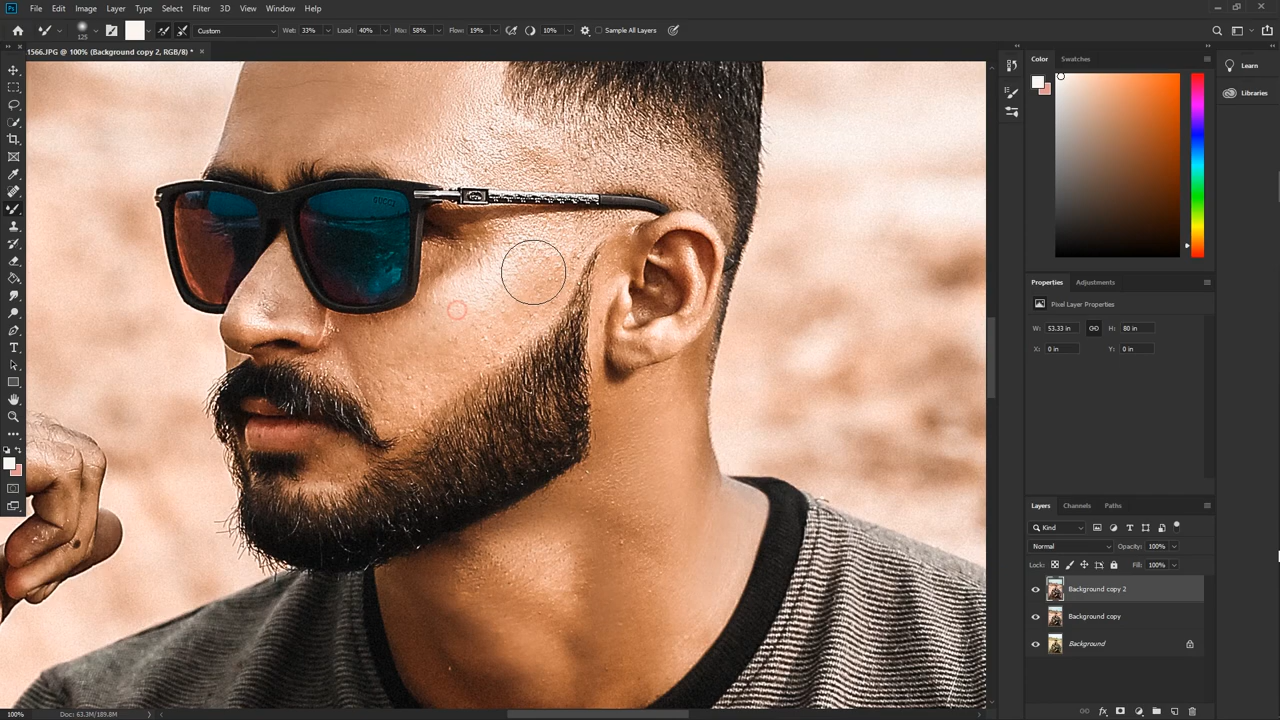 Ps File Edit Image Layer Type Select Filter 3D View Window Help
125 Custom Wet: 33% Load: 40% Mix: 58% Flow: 19% 10% Sample All Layers
1566.JPG @ 100% (Background copy 2, RGB/8) *
GUCCI
Color Swatches
Learn
Libraries
Properties Adjustments
Pixel Layer Properties
W: 53.33 in H: 80 in
X: 0 in Y: 0 in
Layers Channels Paths
Kind
Normal Opacity: 100%
Lock: Fill: 100%
Background copy 2
Background copy
Background
100% Doc: 63.3M/189.8M